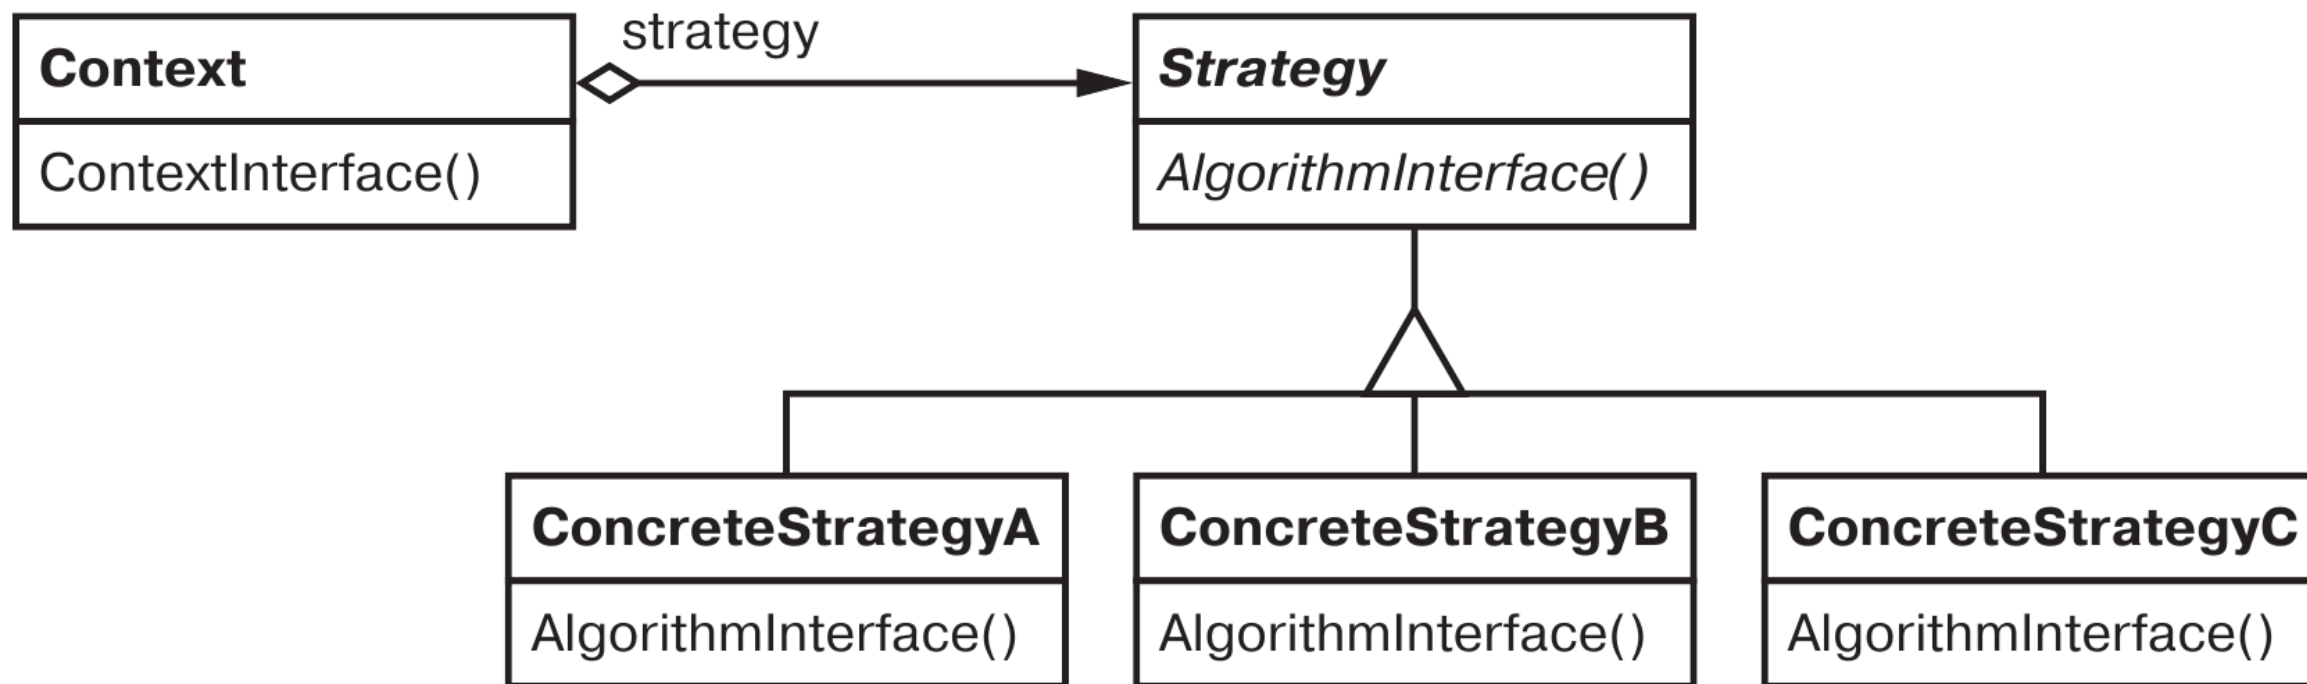 strategy
Context
Strategy
ContextInterface()
AlgorithmInterface()
ConcreteStrategyA
ConcreteStrategyB
ConcreteStrategyC
AlgorithmInterface()
AlgorithmInterface()
AlgorithmInterface()